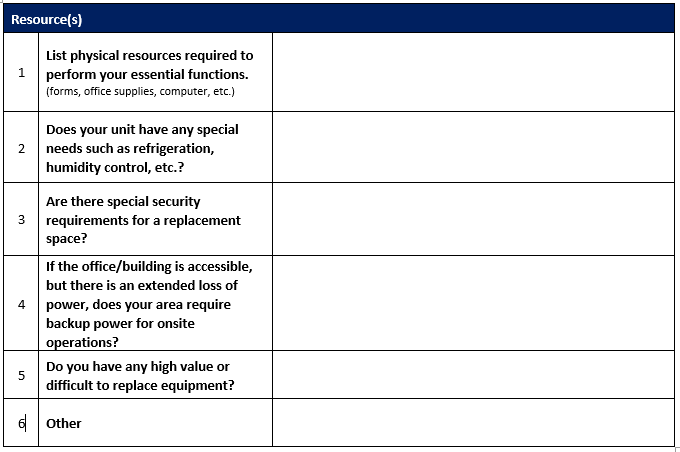 Resource(s)
1
List physical resources required to
perform your essential functions.
(forms, office supplies, computer, etc.)
2
Does your unit have any special
needs such as refrigeration,
humidity control, etc.?
3
Are there special security
requirements for a replacement
space?
4
If the office/building is accessible,
but there is an extended loss of
power, does your area require
backup power for onsite
operations?
5
Do you have any high value or
difficult to replace equipment?
6
Other